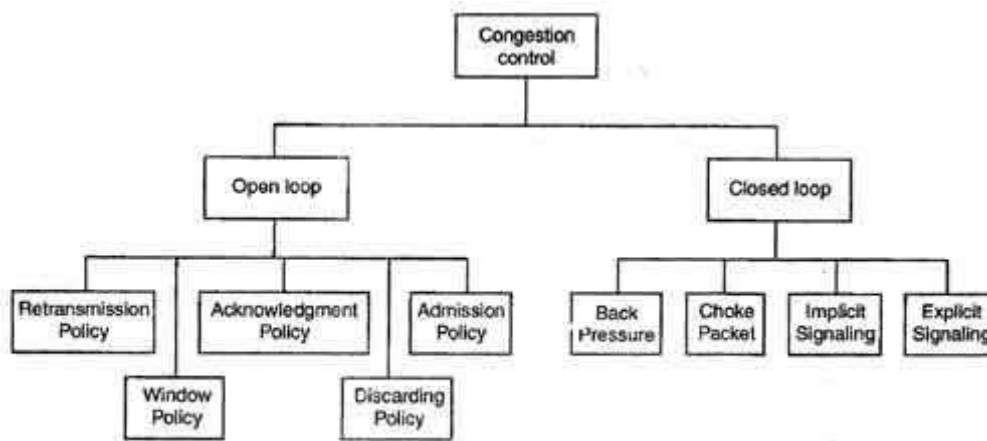 Congestion
control
Open loop
Closed loop
Retransmission
Policy
Acknowledgment
Policy
Admission
Policy
Back
Pressure
Choke
Packet
Implicit
Signaling
Explicit
Signaling
Window
Policy
Discarding
Policy